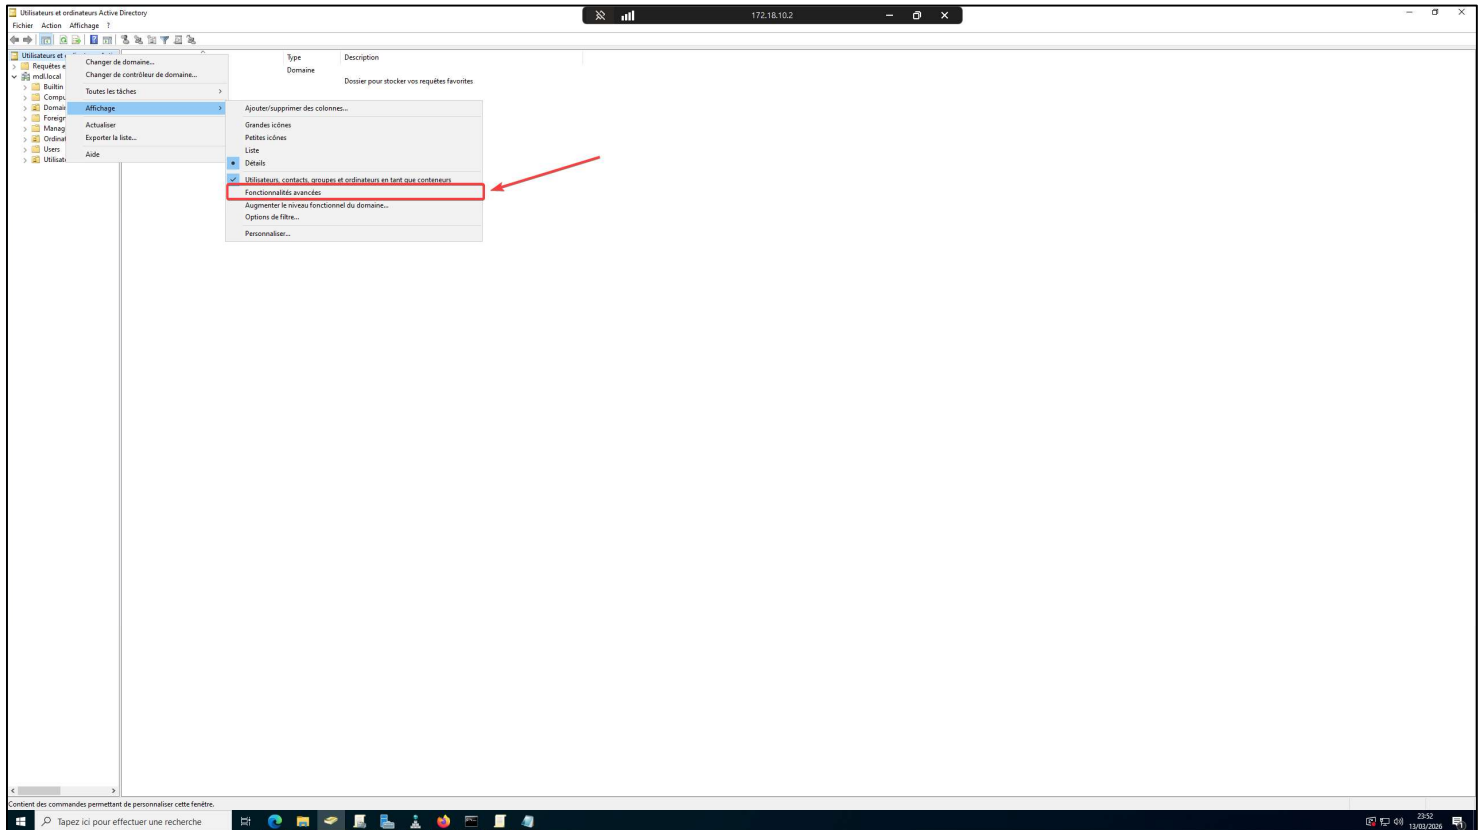 Utilisateurs et ordinateurs Active Directory
172.18.10.2
Fichier Action Affichage ?
Utilisateurs et
Type Description
Requêtes e
Domaine
mdl.local
Dossier pour stocker vos requêtes favorites
Builtin
Compu
Domai
Foreign
Manag
Ordinat
Users
Utilisat
Changer de domaine...
Changer de contrôleur de domaine...
Toutes les tâches
Affichage
Actualiser
Exporter la liste...
Aide
Ajouter/supprimer des colonnes...
Grandes icônes
Petites icônes
Liste
Détails
Utilisateurs, contacts, groupes et ordinateurs en tant que conteneurs
Fonctionnalités avancées
Augmenter le niveau fonctionnel du domaine...
Options de filtre...
Personnaliser...
Contient des commandes permettant de personnaliser cette fenêtre.
Tapez ici pour effectuer une recherche
23:52
13/03/2026